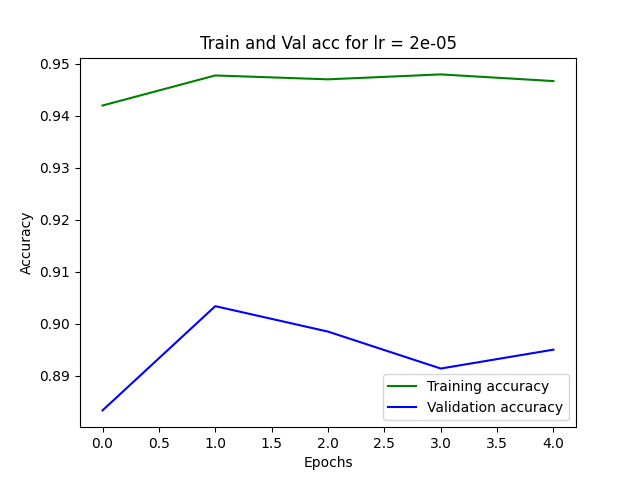 Train and Val acc for lr = 2e-05
Accuracy
0.95
0.94
0.93
0.92
0.91
0.90
0.89
Training accuracy
Validation accuracy
0.0 0.5 1.0 1.5 2.0 2.5 3.0 3.5 4.0
Epochs